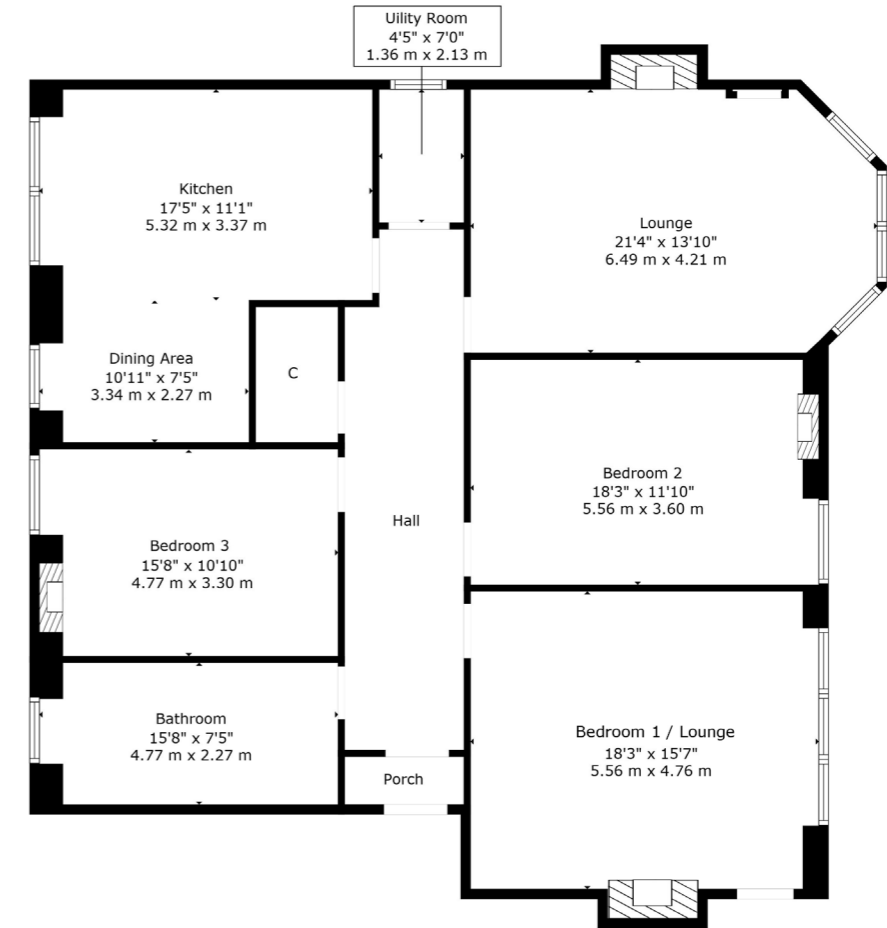 Uility Room
4'5" x 7'0"
1.36 m x 2.13 m
Kitchen
17'5" x 11'1"
5.32 m x 3.37 m
Lounge
21'4" x 13'10"
6.49 m x 4.21 m
Dining Area
10'11" x 7'5"
3.34 m x 2.27 m
C
Bedroom 2
18'3" x 11'10"
5.56 m x 3.60 m
Hall
Bedroom 3
15'8" x 10'10"
4.77 m x 3.30 m
Bathroom
15'8" x 7'5"
4.77 m x 2.27 m
Bedroom 1 / Lounge
18'3" x 15'7"
5.56 m x 4.76 m
Porch